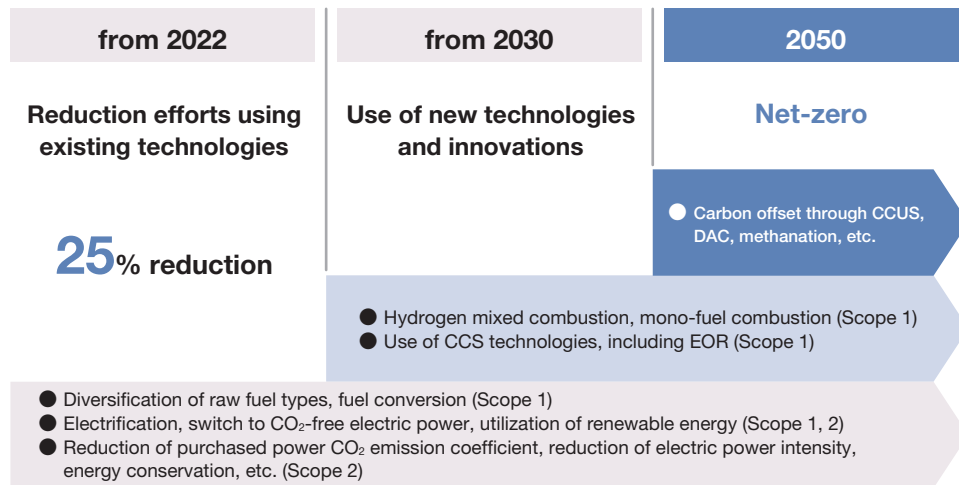 from 2022
from 2030
2050
Reduction efforts using
existing technologies
Use of new technologies
and innovations
Net-zero
25% reduction
● Carbon offset through CCUS,
DAC, methanation, etc.
● Hydrogen mixed combustion, mono-fuel combustion (Scope 1)
● Use of CCS technologies, including EOR (Scope 1)
● Diversification of raw fuel types, fuel conversion (Scope 1)
● Electrification, switch to CO₂-free electric power, utilization of renewable energy (Scope 1, 2)
● Reduction of purchased power CO₂ emission coefficient, reduction of electric power intensity,
energy conservation, etc. (Scope 2)